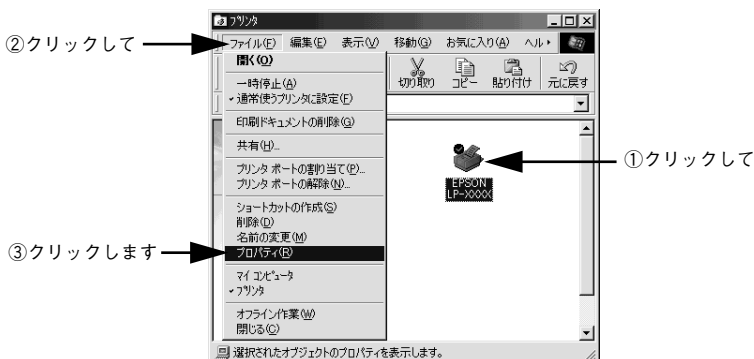 プリンタ
②クリックして
ファイル(F) 編集(E) 表示(V) 移動(G) お気に入り(A) ヘル
開く(O)
一時停止(A)
通常使うプリンタに設定(F)
印刷ドキュメントの削除(G)
共有(H)...
プリンタ ポートの割り当て(P)...
プリンタ ポートの解除(N)...
ショートカットの作成(S)
削除(D)
名前の変更(M)
プロパティ(R)
マイ コンピュータ
プリンタ
オフライン作業(W)
閉じる(C)
切り取り コピー 貼り付け 元に戻す
EPSON
LP-XXXX
①クリックして
③クリックします
選択されたオブジェクトのプロパティを表示します。